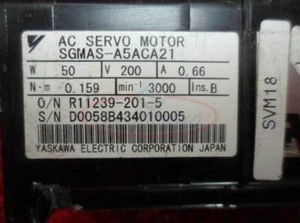 AC SERVO MOTOR
SGMAS-A5ACA21
W 50 V 200 A 0.66
N·m 0.159 min⁻¹ 3000 Ins. B
O/N R11239-201-5
S/N D0058B434010005
YASKAWA ELECTRIC CORPORATION JAPAN
SVM18